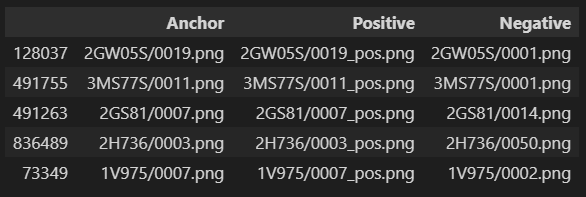 Anchor Positive Negative
128037 2GW05S/0019.png 2GW05S/0019_pos.png 2GW05S/0001.png
491755 3MS77S/0011.png 3MS77S/0011_pos.png 3MS77S/0001.png
491263 2GS81/0007.png 2GS81/0007_pos.png 2GS81/0014.png
836489 2H736/0003.png 2H736/0003_pos.png 2H736/0050.png
73349 1V975/0007.png 1V975/0007_pos.png 1V975/0002.png